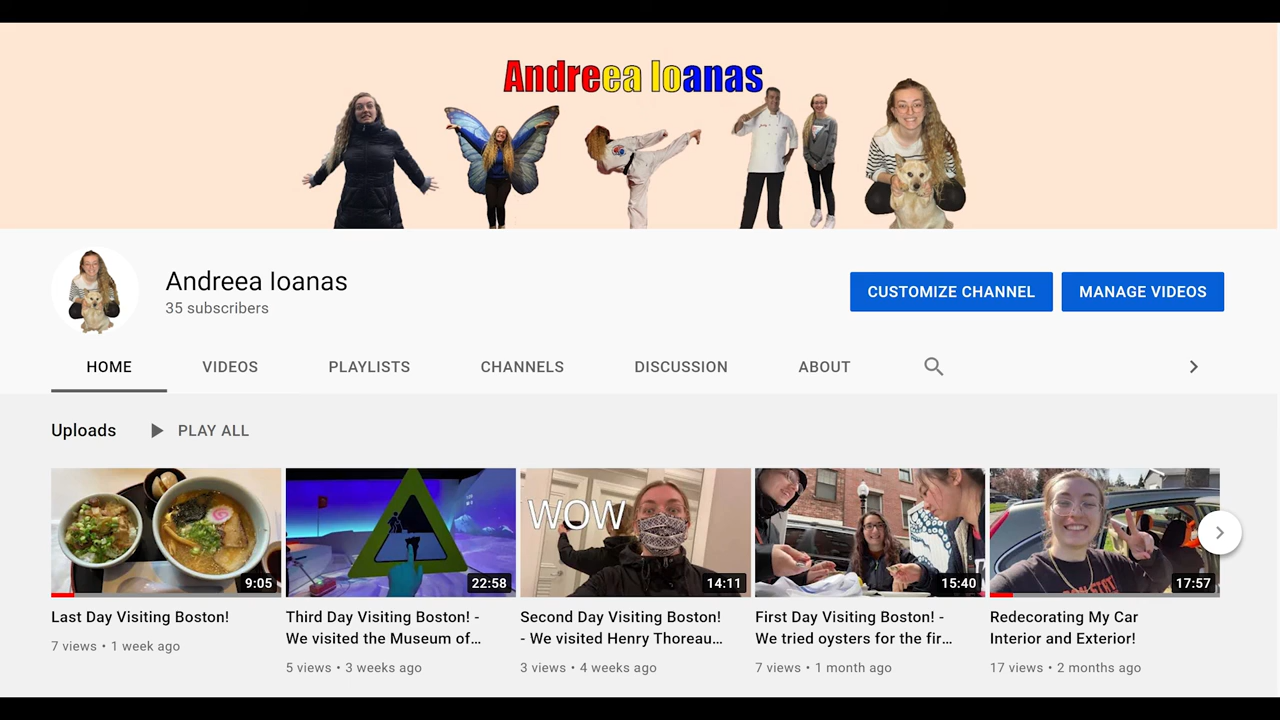 Andreea Ioanas
Andreea Ioanas
35 subscribers
CUSTOMIZE CHANNEL
MANAGE VIDEOS
HOME
VIDEOS
PLAYLISTS
CHANNELS
DISCUSSION
ABOUT
Uploads
PLAY ALL
9:05
22:58
WOW
14:11
15:40
17:57
Last Day Visiting Boston!
7 views • 1 week ago
Third Day Visiting Boston! -
We visited the Museum of...
5 views • 3 weeks ago
Second Day Visiting Boston!
- We visited Henry Thoreau...
3 views • 4 weeks ago
First Day Visiting Boston! -
We tried oysters for the fir...
7 views • 1 month ago
Redecorating My Car
Interior and Exterior!
17 views • 2 months ago